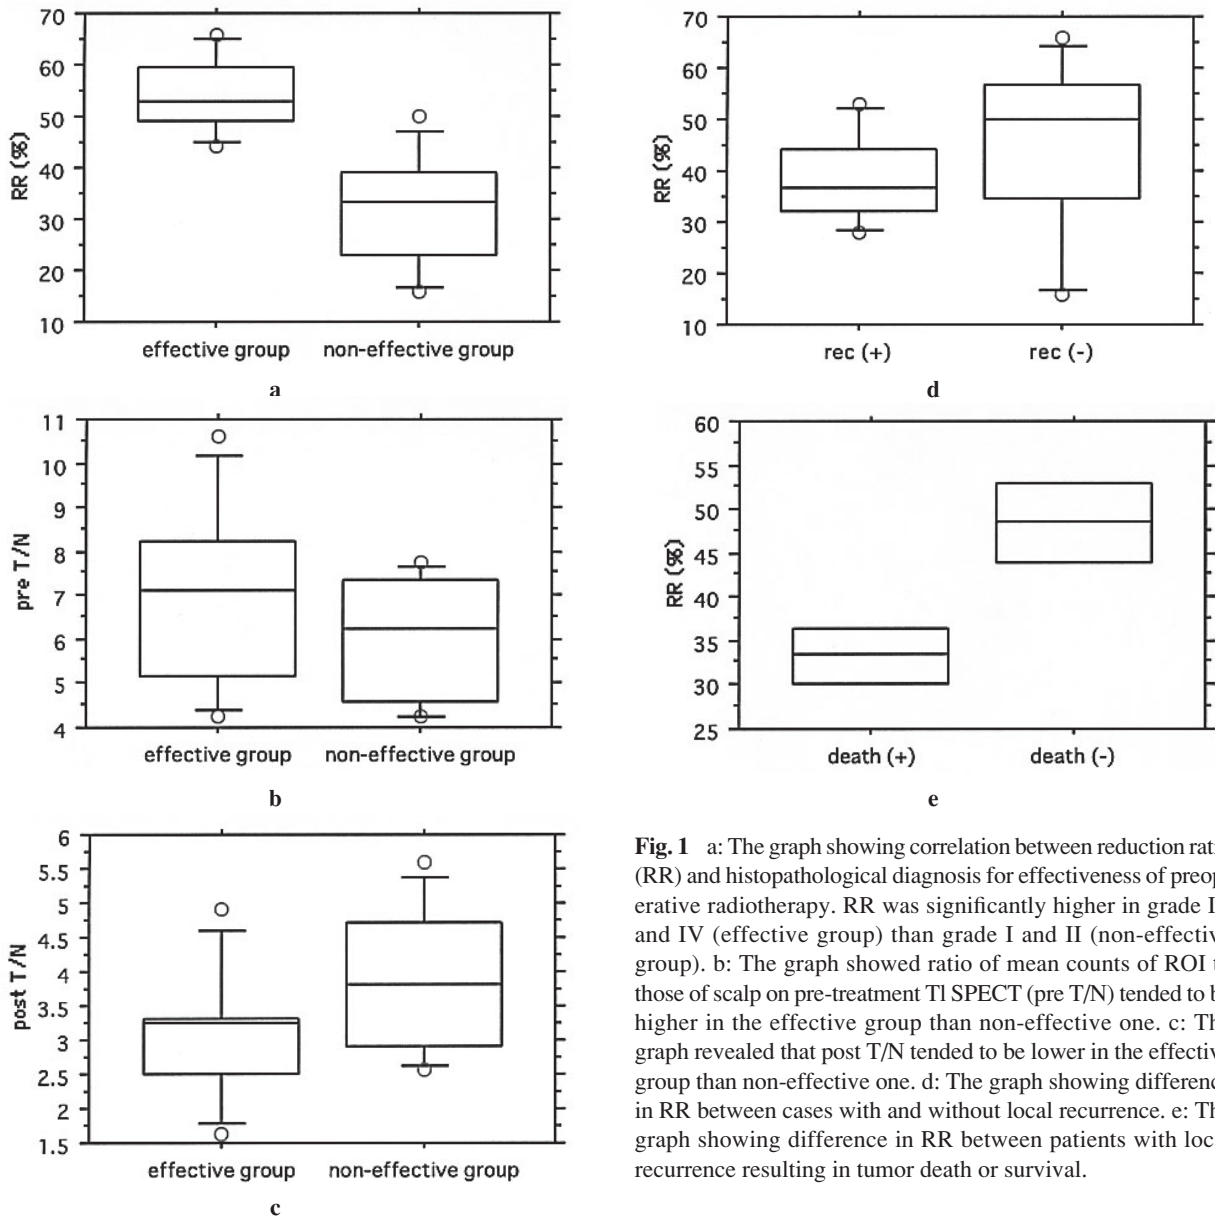 70
60
50
40
30
20
10
RR (%)
effective group
non-effective group
a
11
10
9
8
7
6
5
4
pre T/N
effective group
non-effective group
b
6
5.5
5
4.5
4
3.5
3
2.5
2
1.5
post T/N
effective group
non-effective group
c
70
60
50
40
30
20
10
RR (%)
rec (+)
rec (-)
d
60
55
50
45
40
35
30
25
RR (%)
death (+)
death (-)
e
Fig. 1 a: The graph showing correlation between reduction rati
(RR) and histopathological diagnosis for effectiveness of preop
erative radiotherapy. RR was significantly higher in grade I
and IV (effective group) than grade I and II (non-effectiv
group). b: The graph showed ratio of mean counts of ROI t
those of scalp on pre-treatment Tl SPECT (pre T/N) tended to b
higher in the effective group than non-effective one. c: Th
graph revealed that post T/N tended to be lower in the effectiv
group than non-effective one. d: The graph showing differenc
in RR between cases with and without local recurrence. e: Th
graph showing difference in RR between patients with loc
recurrence resulting in tumor death or survival.